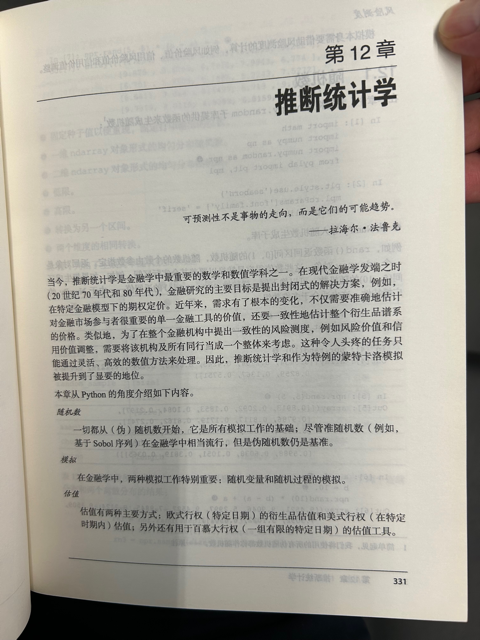 第 12 章
推断统计学
可预测性不是事物的走向，而是它们的可能趋势。
——拉海尔·法鲁克
当今，推断统计学是金融学中最重要的数学和数值学科之一。在现代金融学发端之时
（20 世纪 70 年代和 80 年代），金融研究的主要目标是提出封闭式的解决方案，例如，
在特定金融模型下的期权定价。近年来，需求有了根本的变化，不仅需要准确地估计
对金融市场参与者很重要的单一金融工具的价值，还要一致性地估计整个衍生品谱系
的价格。类似地，为了在整个金融机构中提出一致性的风险测度，例如风险价值和信
用价值调整，需要将该机构及所有同行当成一个整体来考虑。这种令人头疼的任务只
能通过灵活、高效的数值方法来处理。因此，推断统计学和作为特例的蒙特卡洛模拟
被提升到了显要的地位。
本章从 Python 的角度介绍如下内容。
随机数
一切都从（伪）随机数开始，它是所有模拟工作的基础；尽管准随机数（例如，
基于 Sobol 序列）在金融学中相当流行，但是伪随机数仍是基准。
模拟
在金融学中，两种模拟工作特别重要：随机变量和随机过程的模拟。
估值
估值有两种主要方式：欧式行权（特定日期）的衍生品估值和美式行权（在特定
时期内）估值；另外还有用于百慕大行权（一组有限的特定日期）的估值工具。
331